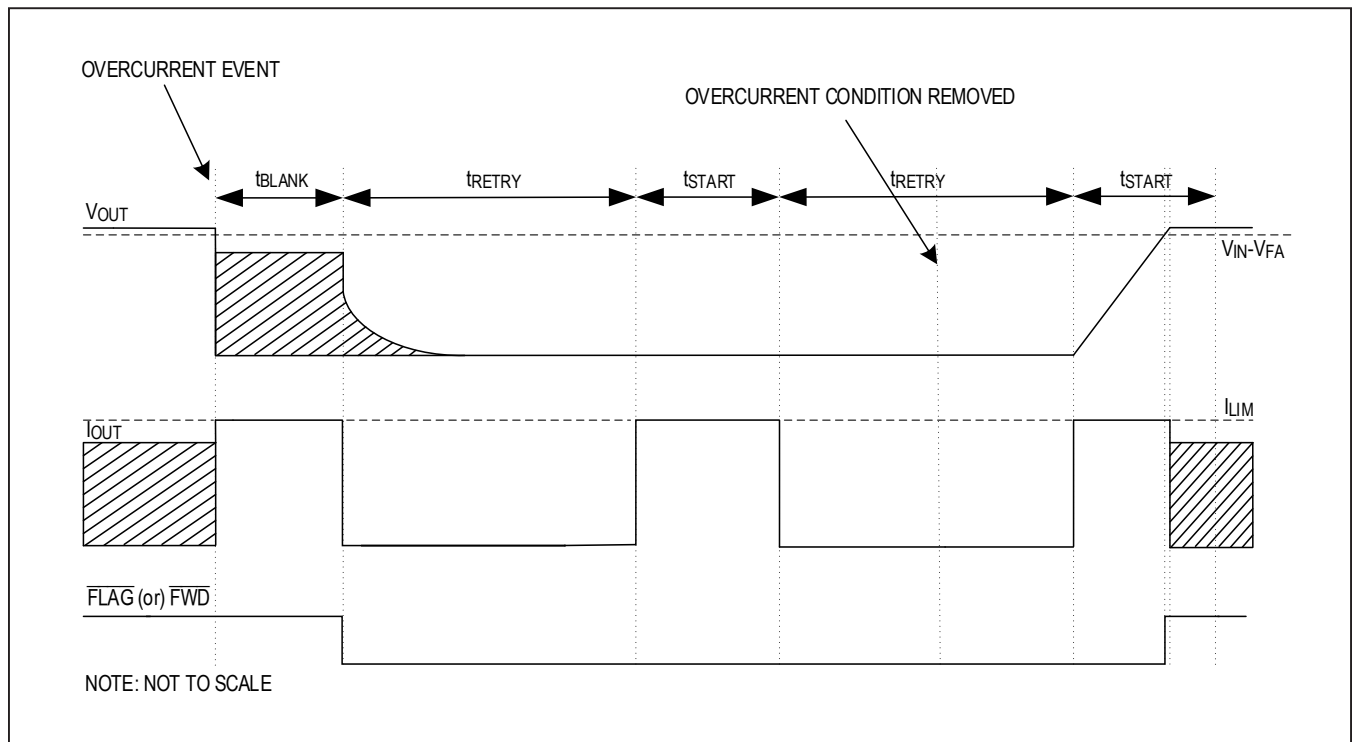 OVERCURRENT EVENT
OVERCURRENT CONDITION REMOVED
tBLANK
tRETRY
tSTART
tRETRY
tSTART
VOUT
VIN-VFA
ILIM
IOUT
FLAG (or) FWD
NOTE: NOT TO SCALE